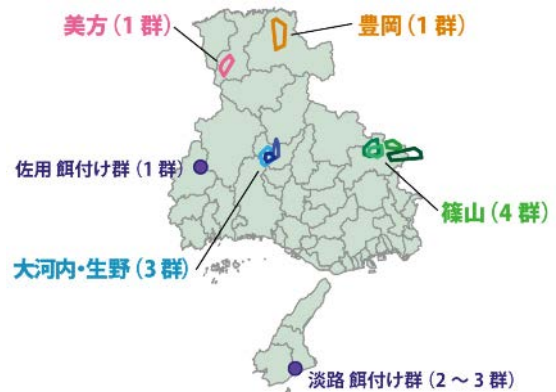 美方（1 群）
豊岡（1 群）
佐用 餌付け群（1 群）
篠山（4 群）
大河内・生野（3 群）
淡路 餌付け群（2 〜 3 群）